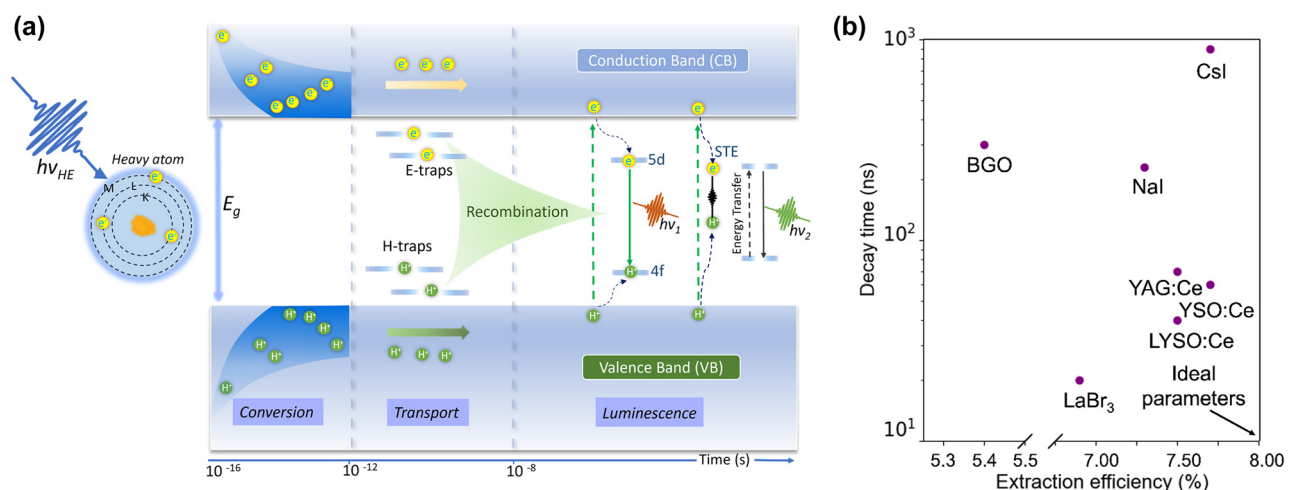 (a)
hν_HE
Heavy atom
M
L
K
e⁻
e⁻
e⁻
E_g
e⁻
e⁻
e⁻
e⁻
e⁻
e⁻
e⁻
e⁻ e⁻ e⁻
Conduction Band (CB)
e⁻
e⁻
e⁻
e⁻
E-traps
Recombination
H-traps
H⁺
H⁺
e⁻
5d
hν₁
H⁺
4f
STE
e⁻
H⁺
Energy Transfer
hν₂
H⁺
H⁺
H⁺
H⁺
H⁺
H⁺
H⁺
H⁺
H⁺ H⁺ H⁺
H⁺
H⁺
Valence Band (VB)
Conversion
Transport
Luminescence
10 ⁻¹⁶
10 ⁻¹²
10 ⁻⁸
Time (s)
(b)
Decay time (ns)
10³
10²
10¹
CsI
BGO
NaI
YAG:Ce
YSO:Ce
LYSO:Ce
LaBr₃
Ideal
parameters
5.3 5.4 5.5 7.00 7.50 8.00
Extraction efficiency (%)